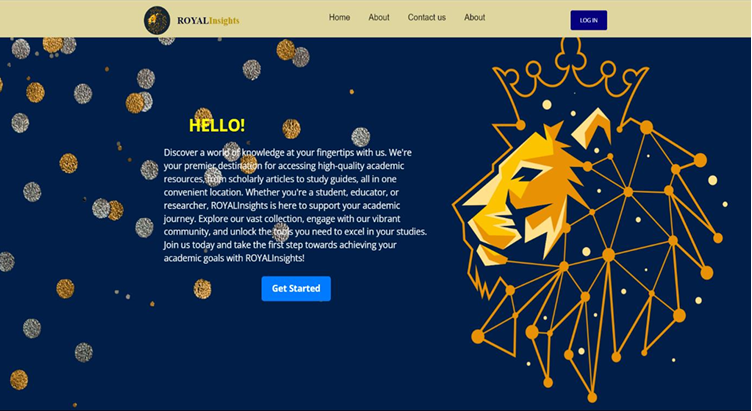 ROYALInsights
Home About Contact us About
LOG IN
HELLO!
Discover a world of knowledge at your fingertips with us. We're
your premier destination for accessing high-quality academic
resources, from scholarly articles to study guides, all in one
convenient location. Whether you're a student, educator, or
researcher, ROYALInsights is here to support your academic
journey. Explore our vast collection, engage with our vibrant
community, and unlock the tools you need to excel in your studies.
Join us today and take the first step towards achieving your
academic goals with ROYALInsights!
Get Started